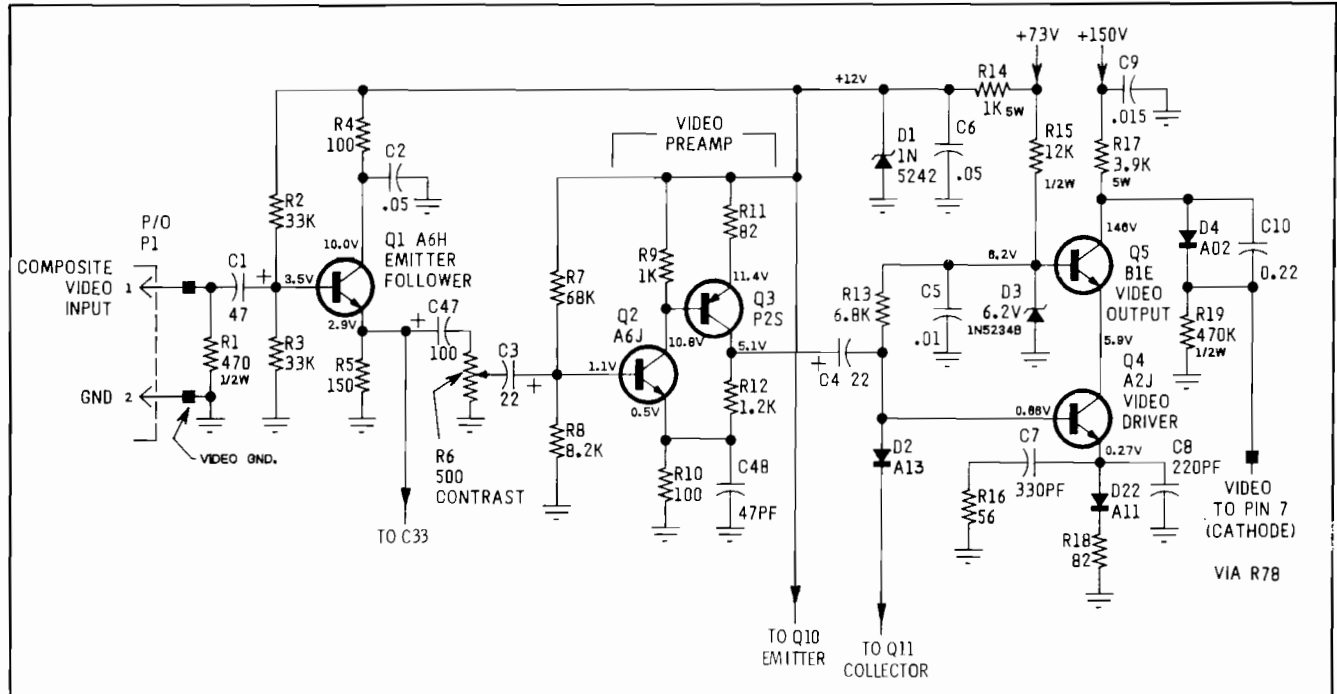 +73V
+150V
+12V
R14
1K 5W
C9
.015
R4
100
VIDEO
PREAMP
D1
1N
5242
C6
.05
R15
12K
1/2W
R17
3.9K
5W
C2
.05
R2
33K
R11
82
146V
D4
A02
C10
0.22
P/O
P1
10.0V
Q1 A6H
EMITTER
FOLLOWER
R9
1K
11.4V
Q3
P2S
8.2V
Q5
B1E
VIDEO
OUTPUT
COMPOSITE
VIDEO
INPUT
1
C1
47
+
3.5V
R7
68K
R13
6.8K
C5
.01
D3
6.2V
1N5234B
R19
470K
1/2W
2.9V
+
C47
100
Q2
A6J
10.8V
5.1V
5.9V
R1
470
1/2W
R3
33K
R5
150
C3
22
+
1.1V
+
C4
22
Q4
A2J
VIDEO
DRIVER
GND
2
0.5V
R12
1.2K
0.88V
VIDEO GND.
R6
500
CONTRAST
R8
8.2K
R10
100
C48
47PF
D2
A13
C7
330PF
0.27V
C8
220PF
R16
56
D22
A11
VIDEO
TO PIN 7
(CATHODE)
VIA R78
TO C33
R18
82
TO Q10
EMITTER
TO Q11
COLLECTOR